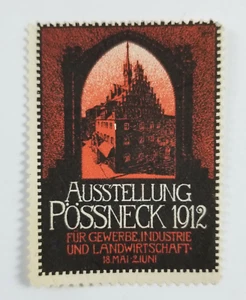 AUSSTELLUNG
PÖSSNECK 1912
FÜR GEWERBE, INDUSTRIE
UND LANDWIRTSCHAFT·
18.MAI-2.JUNI